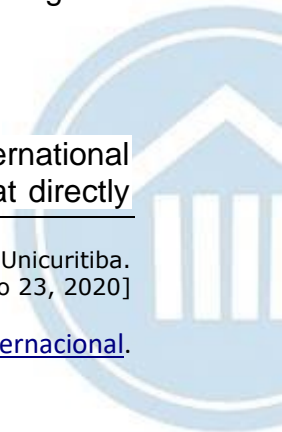 ernational
at directly
Unicuritiba.
o 23, 2020]
ernacional.